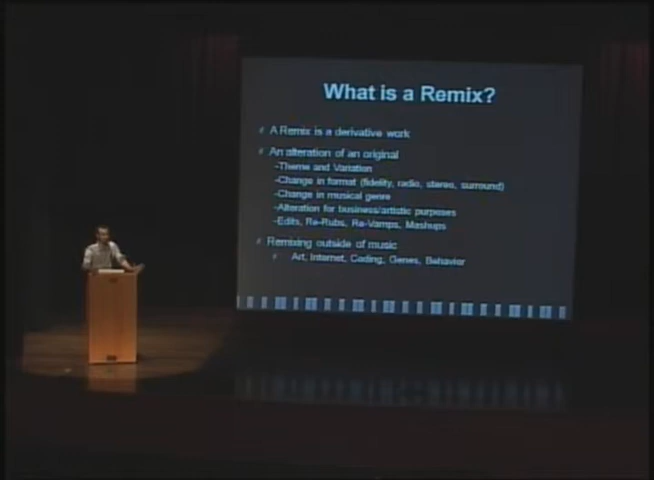 What is a Remix?
A Remix is a derivative work
An alteration of an original
-Theme and Variation
-Change in format (fidelity, radio, stereo, surround)
-Change in musical genre
-Alteration for business/artistic purposes
-Edits, Re-Rubs, Re-Vamps, Mashups
Remixing outside of music
Art, Internet, Coding, Genes, Behavior